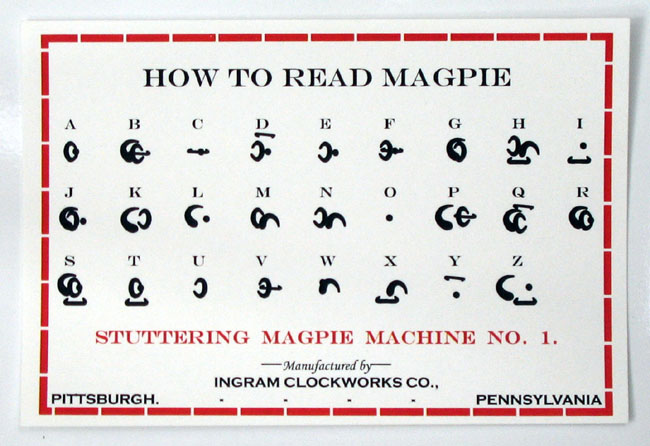 HOW TO READ MAGPIE
A B C D E F G H I
J K L M N O P Q R
S T U V W X Y Z
STUTTERING MAGPIE MACHINE NO. 1.
Manufactured by
INGRAM CLOCKWORKS CO.,
PITTSBURGH. - - - - PENNSYLVANIA